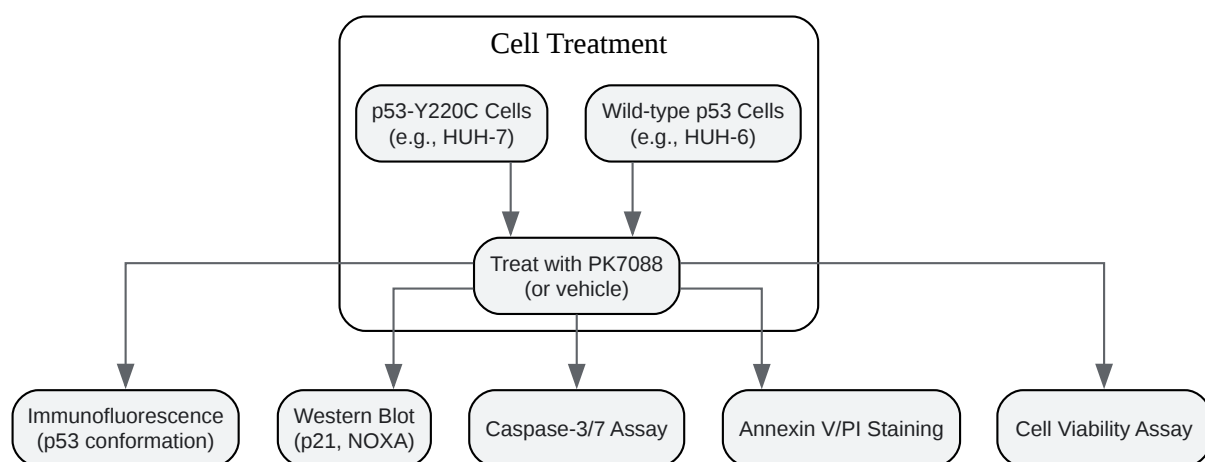 Cell Treatment
p53-Y220C Cells
(e.g., HUH-7)
Wild-type p53 Cells
(e.g., HUH-6)
Treat with PK7088
(or vehicle)
Immunofluorescence
(p53 conformation)
Western Blot
(p21, NOXA)
Caspase-3/7 Assay
Annexin V/PI Staining
Cell Viability Assay